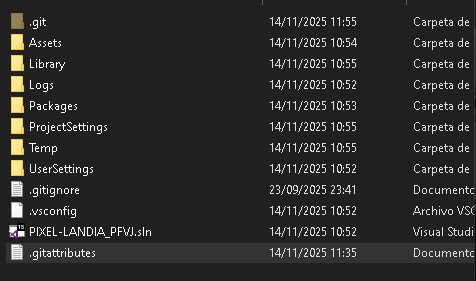 .git 14/11/2025 11:55 Carpeta de
Assets 14/11/2025 10:54 Carpeta de
Library 14/11/2025 10:55 Carpeta de
Logs 14/11/2025 10:52 Carpeta de
Packages 14/11/2025 10:53 Carpeta de
ProjectSettings 14/11/2025 10:55 Carpeta de
Temp 14/11/2025 10:55 Carpeta de
UserSettings 14/11/2025 10:52 Carpeta de
.gitignore 23/09/2025 23:41 Documento
.vsconfig 14/11/2025 10:52 Archivo VSC
PIXEL-LANDIA_PFVJ.sln 14/11/2025 10:52 Visual Studi
.gitattributes 14/11/2025 11:35 Documento